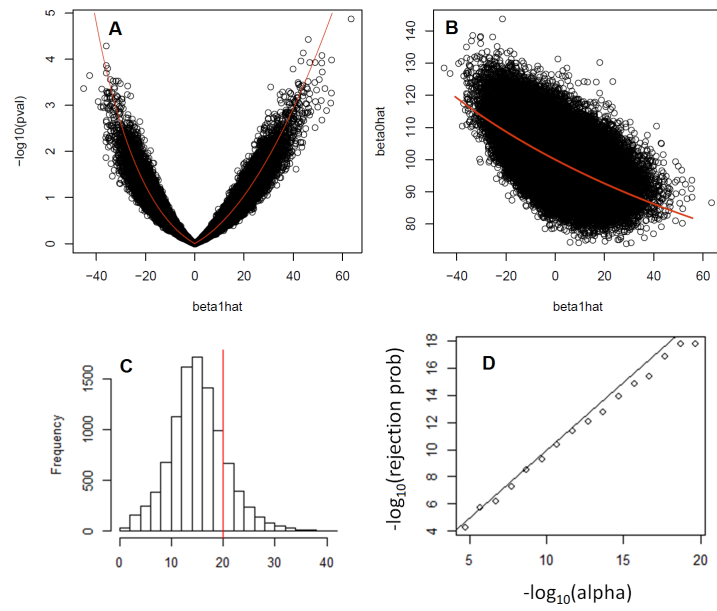 A
−log10(pval)
5
4
3
2
1
0
−40 −20 0 20 40 60
beta1hat
B
beta0hat
140
130
120
110
100
90
80
−40 −20 0 20 40 60
beta1hat
C
Frequency
1500
1000
500
0
0 10 20 30 40
D
-log10(rejection prob)
18
16
14
12
10
8
6
4
5 10 15 20
-log10(alpha)